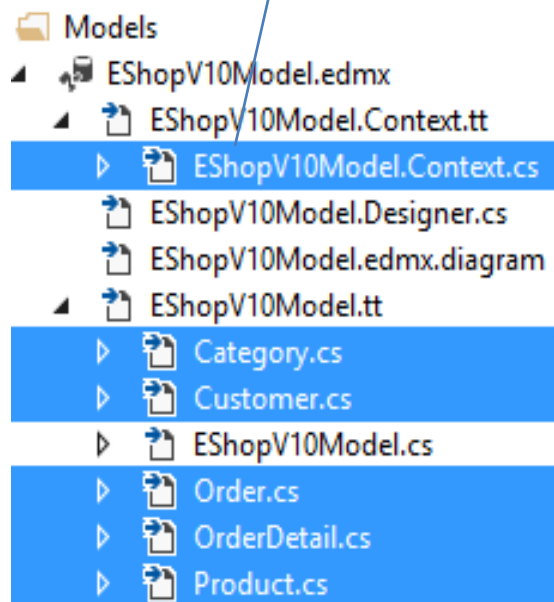 Models
EShopV10Model.edmx
EShopV10Model.Context.tt
EShopV10Model.Context.cs
EShopV10Model.Designer.cs
EShopV10Model.edmx.diagram
EShopV10Model.tt
Category.cs
Customer.cs
EShopV10Model.cs
Order.cs
OrderDetail.cs
Product.cs